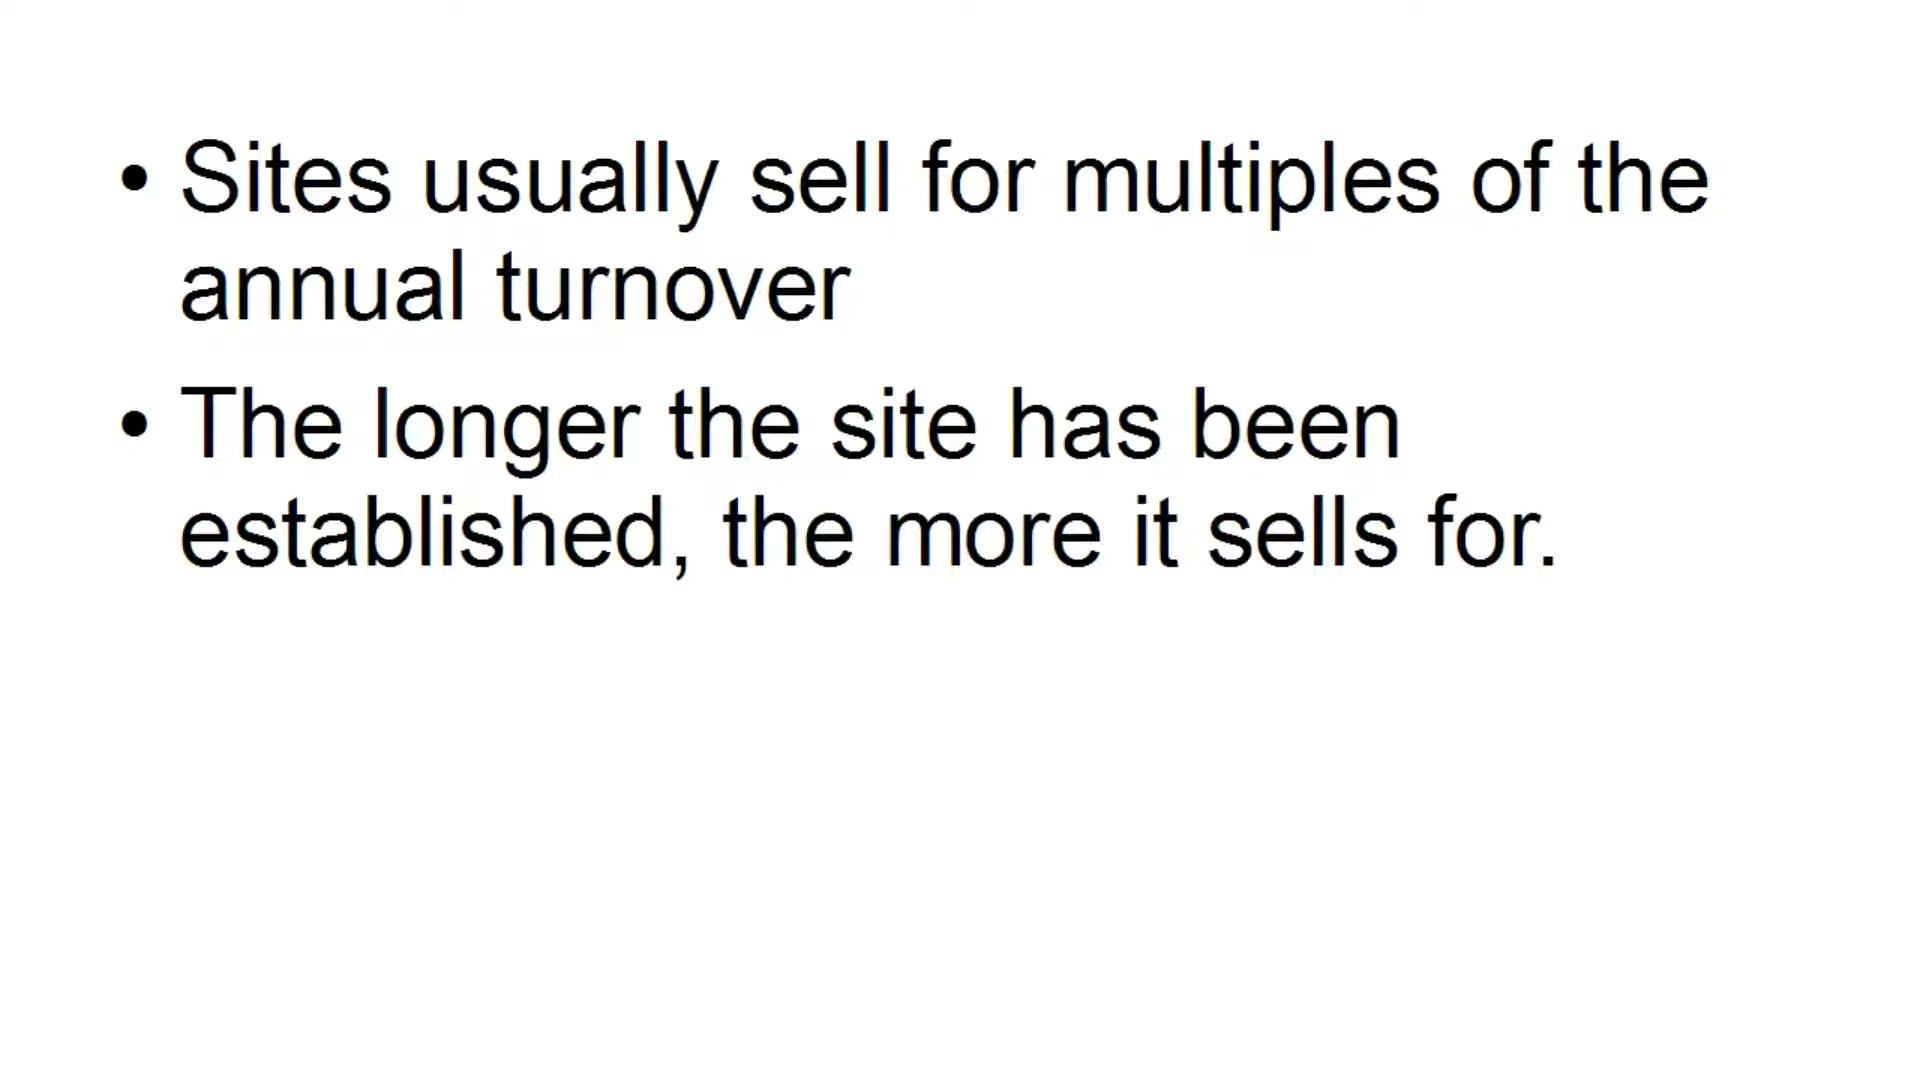 • Sites usually sell for multiples of the
annual turnover
• The longer the site has been
established, the more it sells for.